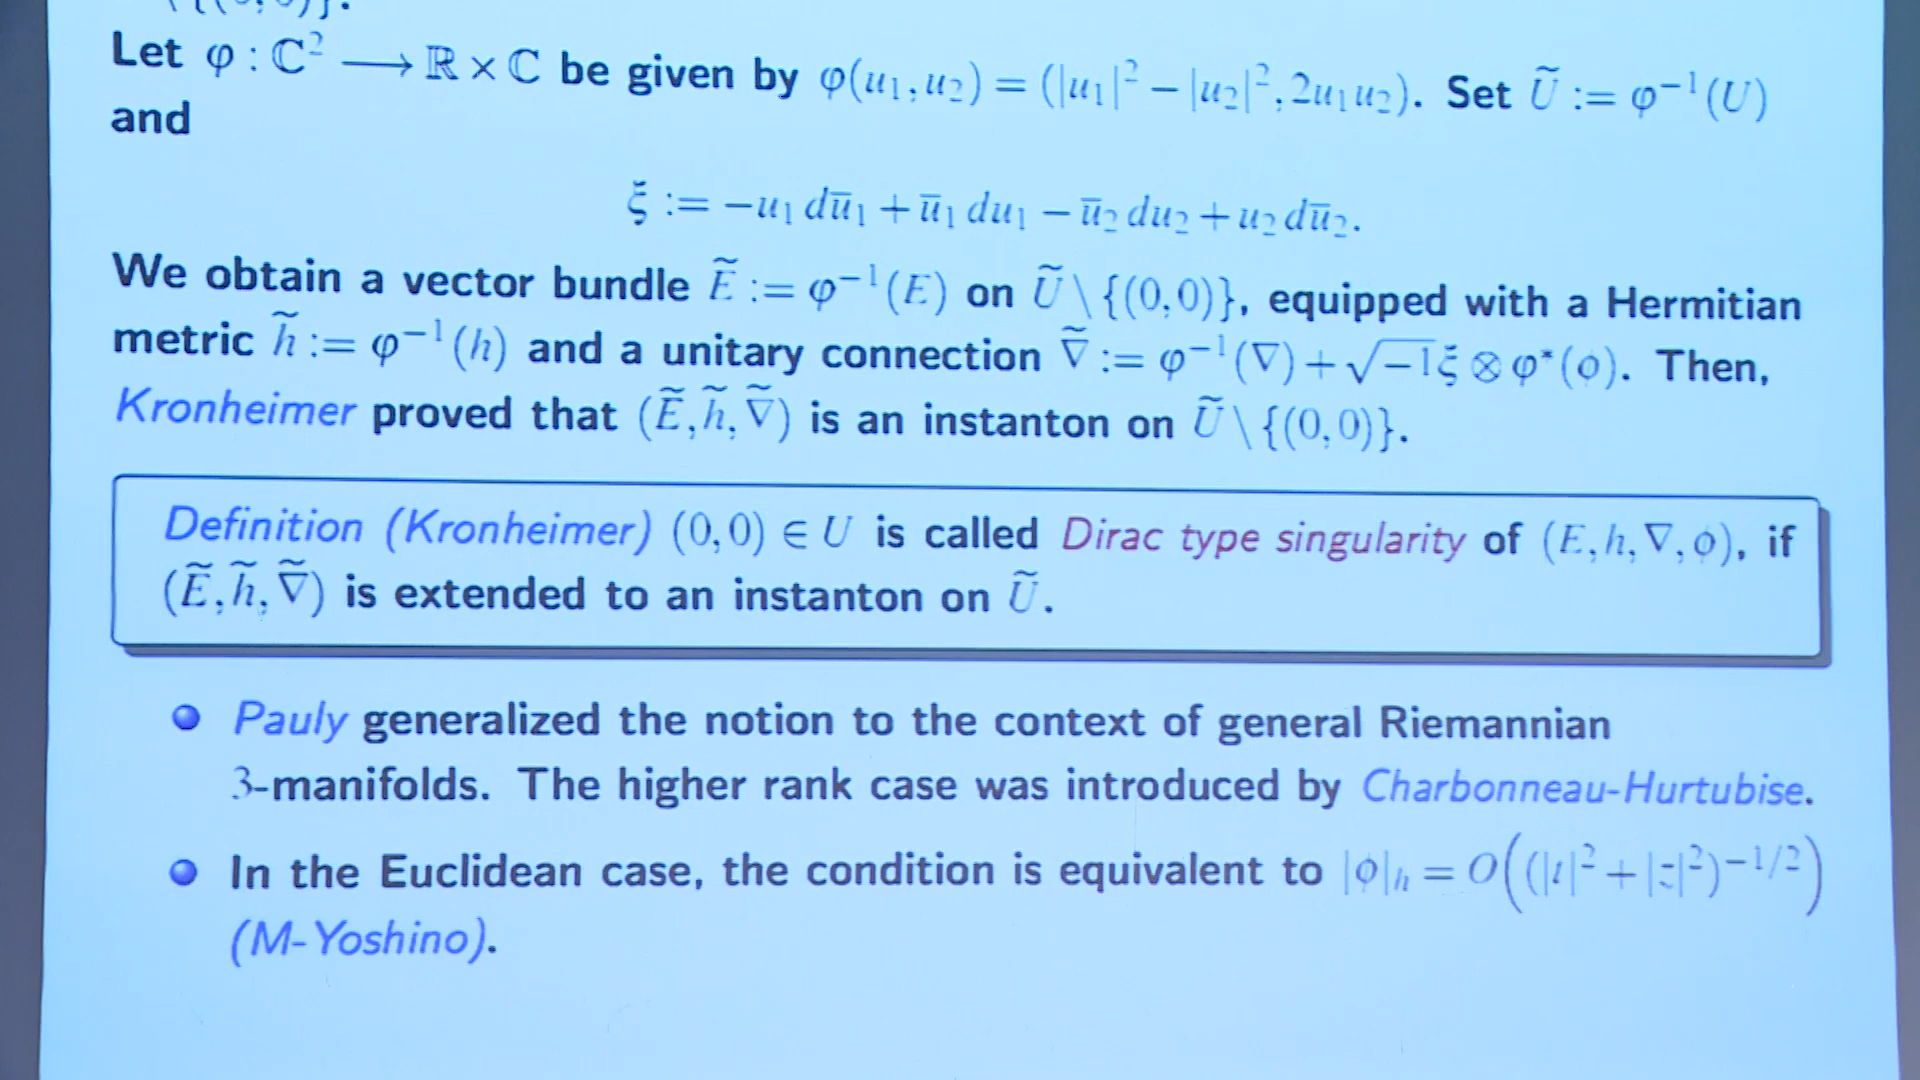 \{(0,0)}.
Let φ : ℂ² ⟶ ℝ × ℂ be given by φ(u₁,u₂) = (|u₁|² − |u₂|², 2u₁u₂). Set Ũ := φ⁻¹(U)
and
ξ := −u₁ dū₁ + ū₁ du₁ − ū₂ du₂ + u₂ dū₂.
We obtain a vector bundle Ẽ := φ⁻¹(E) on Ũ \ {(0,0)}, equipped with a Hermitian
metric h̃ := φ⁻¹(h) and a unitary connection ∇̃ := φ⁻¹(∇) + √−1ξ ⊗ φ*(ϕ). Then,
Kronheimer proved that (Ẽ, h̃, ∇̃) is an instanton on Ũ \ {(0,0)}.
Definition (Kronheimer) (0,0) ∈ U is called Dirac type singularity of (E, h, ∇, ϕ), if
(Ẽ, h̃, ∇̃) is extended to an instanton on Ũ.
Pauly generalized the notion to the context of general Riemannian
3-manifolds. The higher rank case was introduced by Charbonneau-Hurtubise.
In the Euclidean case, the condition is equivalent to |ϕ|ₕ = O((|t|² + |z|²)⁻¹/²)
(M-Yoshino).